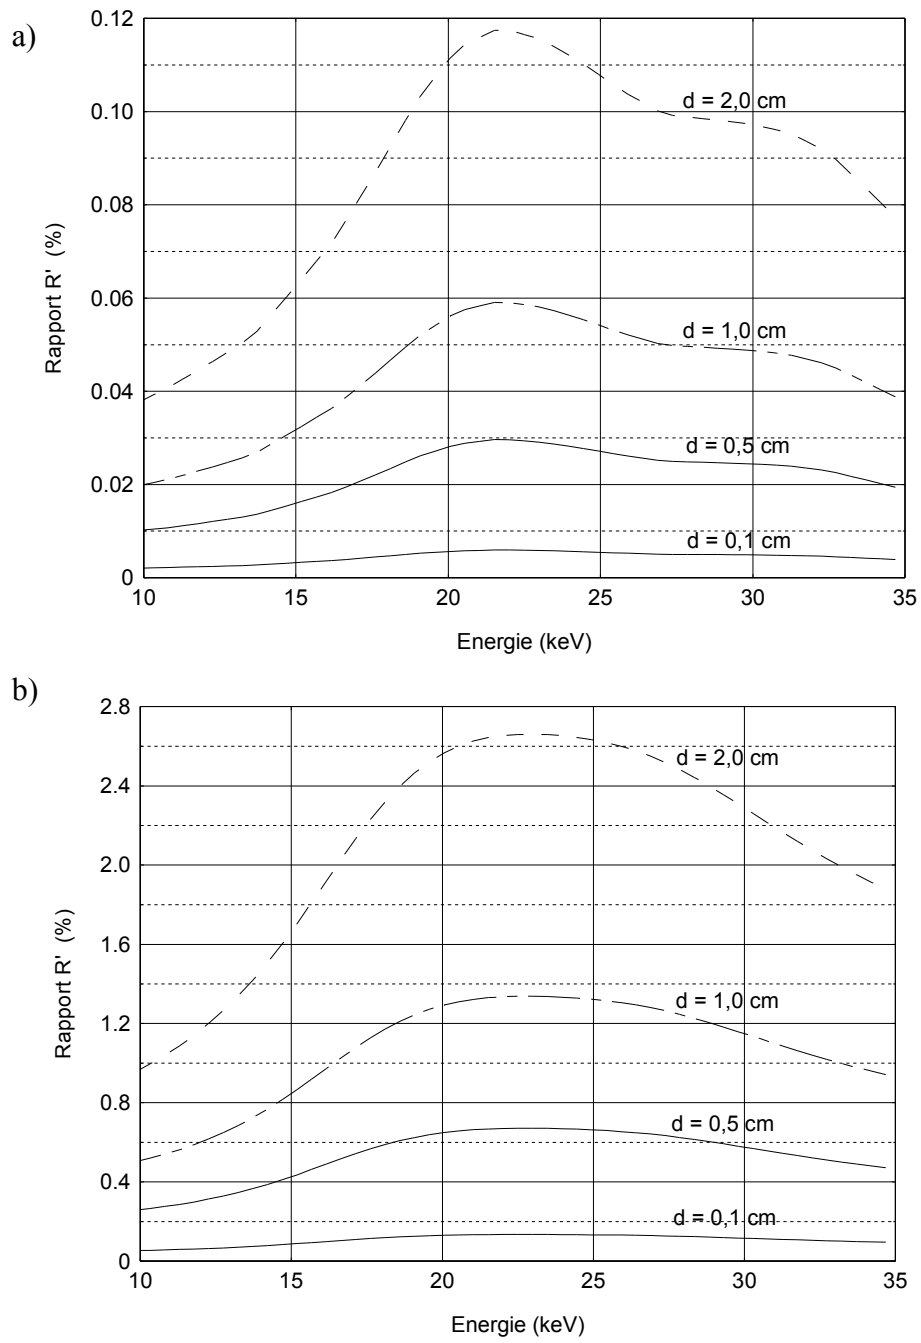 a)
0.12
0.10
0.08
0.06
0.04
0.02
0
Rapport R' (%)
d = 2,0 cm
d = 1,0 cm
d = 0,5 cm
d = 0,1 cm
10 15 20 25 30 35
Energie (keV)
b)
2.8
2.4
2.0
1.6
1.2
0.8
0.4
0
Rapport R' (%)
d = 2,0 cm
d = 1,0 cm
d = 0,5 cm
d = 0,1 cm
10 15 20 25 30 35
Energie (keV)